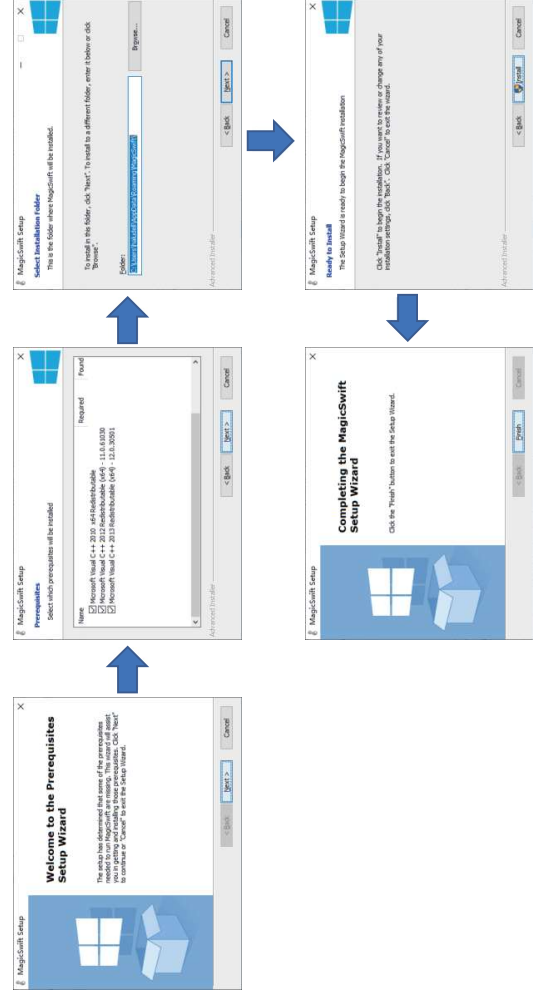 MagicSwift Setup
Welcome to the Prerequisites
Setup Wizard
The setup has determined that some of the prerequisites
needed to run MagicSwift are missing. This wizard will assist
you in getting and installing those prerequisites. Click "Next"
to continue or "Cancel" to exit the Setup Wizard.
< Back
Next >
Cancel
MagicSwift Setup
Prerequisites
Select which prerequisites will be installed
Name
Required
Found
Microsoft Visual C++ 2010 x64 Redistributable
Microsoft Visual C++ 2012 Redistributable (x64) - 11.0.61030
Microsoft Visual C++ 2013 Redistributable (x64) - 12.0.30501
Advanced Installer
< Back
Next >
Cancel
MagicSwift Setup
Select Installation Folder
This is the folder where MagicSwift will be installed.
To install in this folder, click "Next". To install to a different folder, enter it below or click
"Browse".
Folder:
Browse...
Advanced Installer
< Back
Next >
Cancel
MagicSwift Setup
Ready to Install
The Setup Wizard is ready to begin the MagicSwift installation
Click "Install" to begin the installation. If you want to review or change any of your
installation settings, click "Back". Click "Cancel" to exit the wizard.
Advanced Installer
< Back
Install
Cancel
MagicSwift Setup
Completing the MagicSwift
Setup Wizard
Click the "Finish" button to exit the Setup Wizard.
< Back
Finish
Cancel